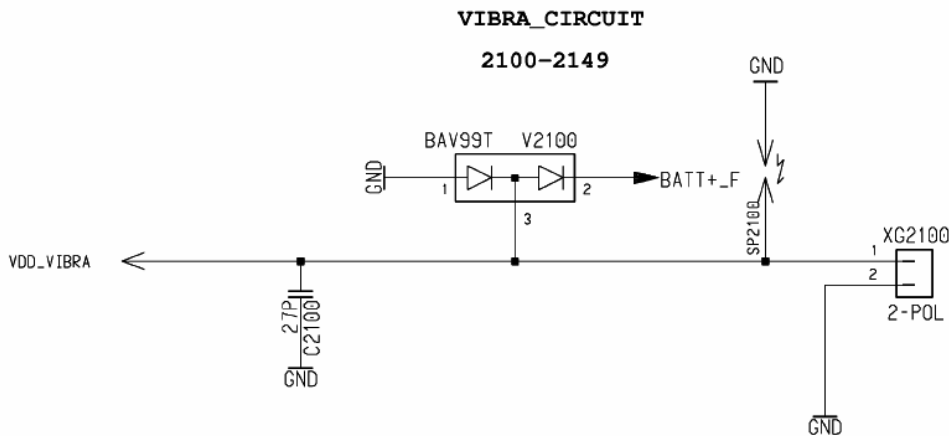 VIBRA_CIRCUIT
2100-2149
GND
BAV99T V2100
GND
1
2
BATT+_F
3
SP2100
XG2100
1
VDD_VIBRA
2
27P
C2100
2-POL
GND
GND